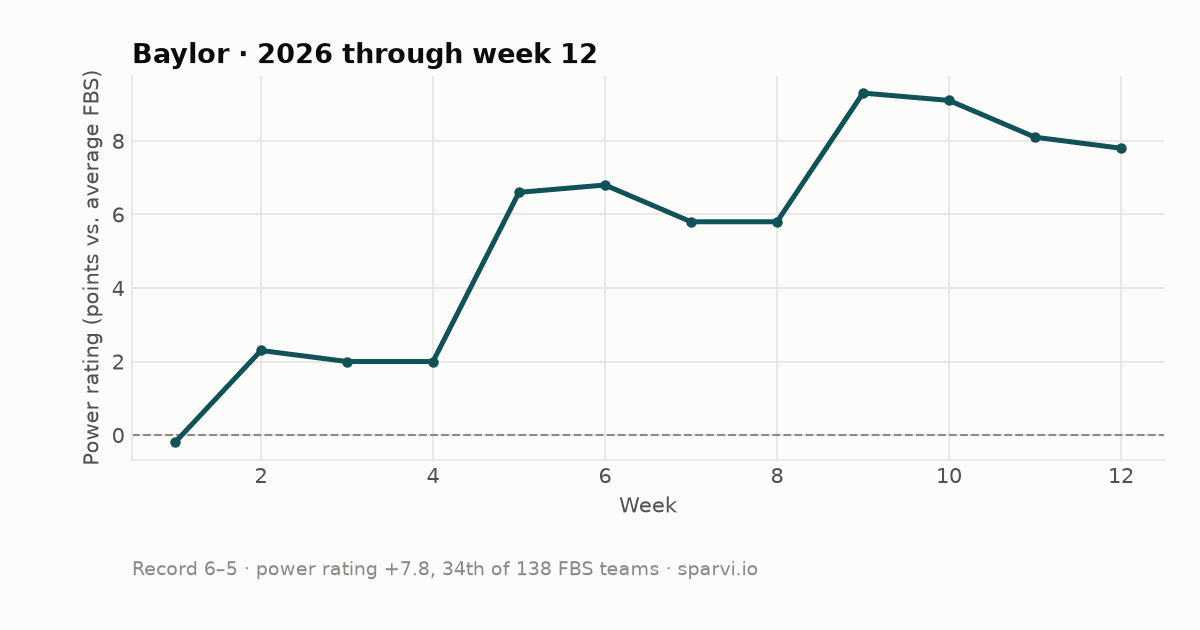 Baylor · 2026 through week 12
Power rating (points vs. average FBS)
8
6
4
2
0
2 4 6 8 10 12
Week
Record 6–5 · power rating +7.8, 34th of 138 FBS teams · sparvi.io